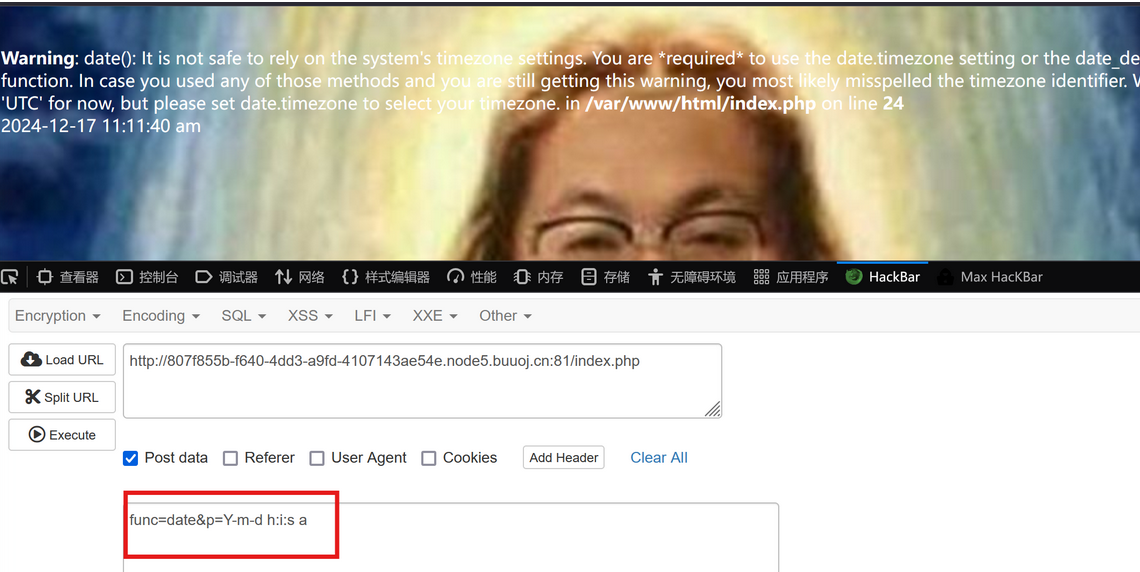 Warning: date(): It is not safe to rely on the system's timezone settings. You are *required* to use the date.timezone setting or the date_de
function. In case you used any of those methods and you are still getting this warning, you most likely misspelled the timezone identifier. W
'UTC' for now, but please set date.timezone to select your timezone. in /var/www/html/index.php on line 24
2024-12-17 11:11:40 am
查看器 控制台 调试器 网络 样式编辑器 性能 内存 存储 无障碍环境 应用程序 HackBar Max HacKBar
Encryption Encoding SQL XSS LFI XXE Other
Load URL
http://807f855b-f640-4dd3-a9fd-4107143ae54e.node5.buuoj.cn:81/index.php
Split URL
Execute
Post data Referer User Agent Cookies Add Header Clear All
func=date&p=Y-m-d h:i:s a